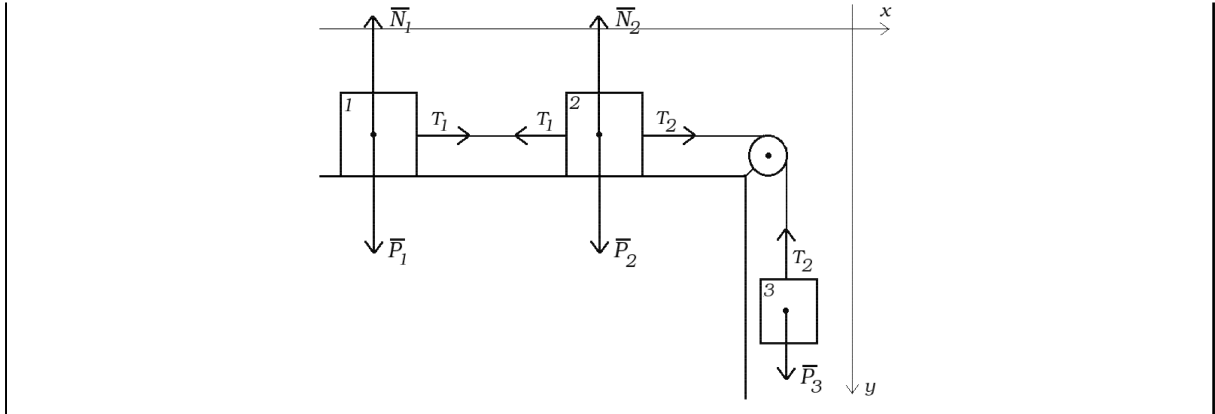 x
N̅₁ N̅₂
1 2
T₁ T₁ T₂
P̅₁ P̅₂
T₂
3
P̅₃
y